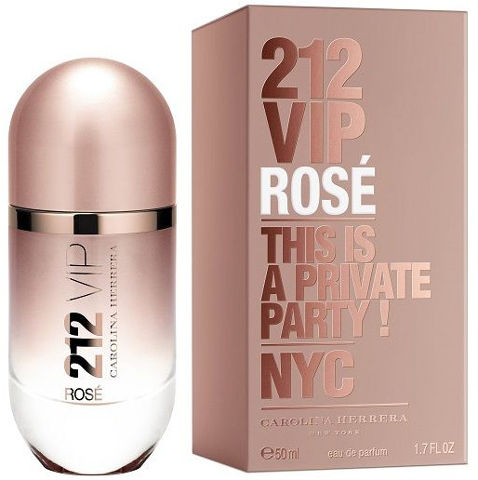 212 VIP
ROSÉ
CAROLINA HERRERA
212
VIP
ROSÉ
THIS IS
A PRIVATE
PARTY!
NYC
CAROLINA HERRERA
NEW YORK
e50ml eau de parfum 1.7 FL OZ